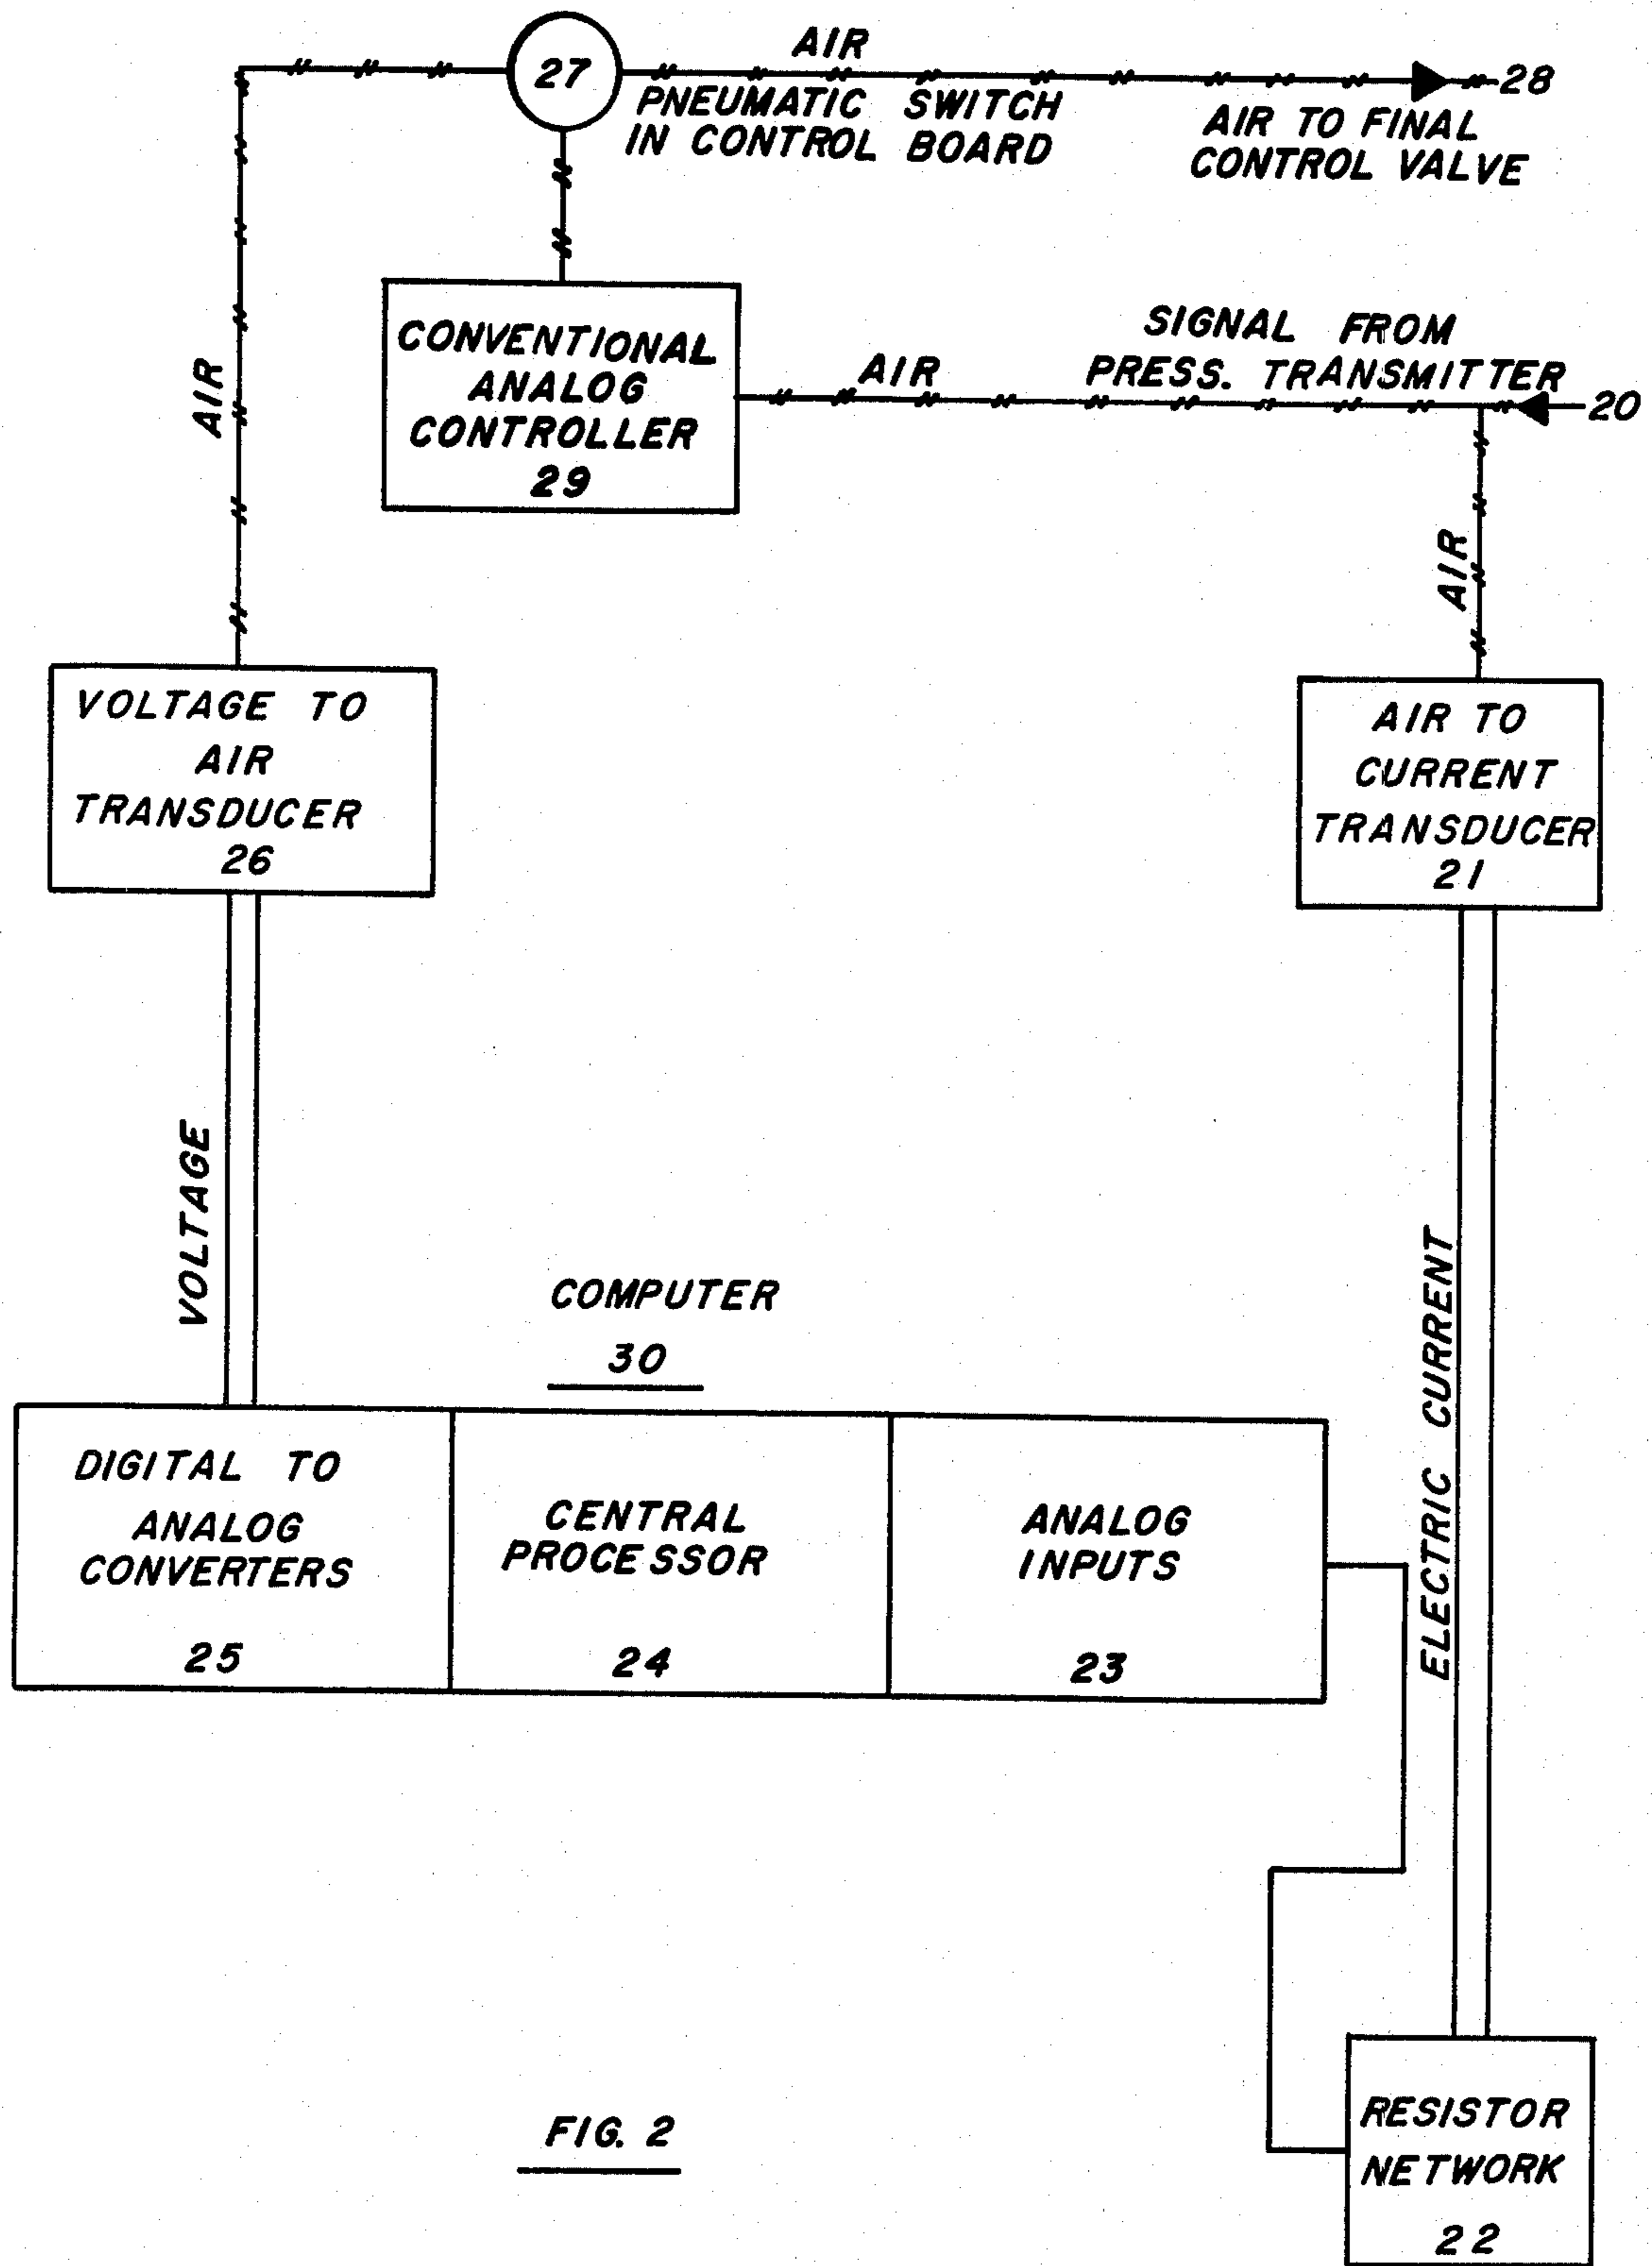 AIR
27
28
PNEUMATIC SWITCH
IN CONTROL BOARD
AIR TO FINAL
CONTROL VALVE
SIGNAL FROM
PRESS. TRANSMITTER
AIR
20
CONVENTIONAL
ANALOG
CONTROLLER
29
AIR
AIR
VOLTAGE TO
AIR
TRANSDUCER
26
AIR TO
CURRENT
TRANSDUCER
21
VOLTAGE
ELECTRIC CURRENT
COMPUTER
30
DIGITAL TO
ANALOG
CONVERTERS
25
CENTRAL
PROCESSOR
24
ANALOG
INPUTS
23
RESISTOR
NETWORK
22
FIG. 2